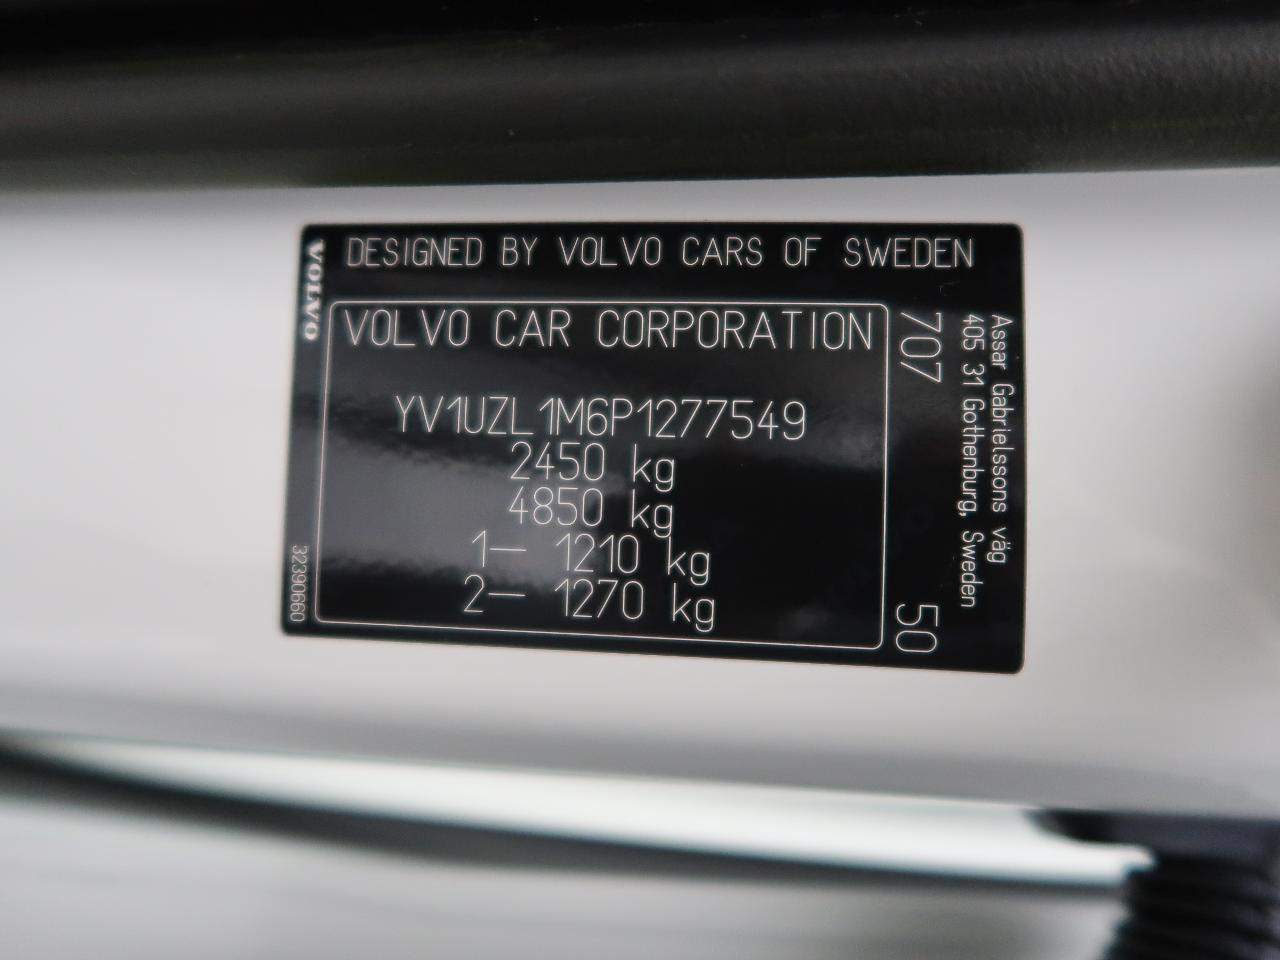 VOLVO
DESIGNED BY VOLVO CARS OF SWEDEN
VOLVO CAR CORPORATION
YV1UZL1M6P1277549
2450 kg
4850 kg
1— 1210 kg
2— 1270 kg
32390660
707
50
Assar Gabrielssons väg
405 31 Gothenburg, Sweden